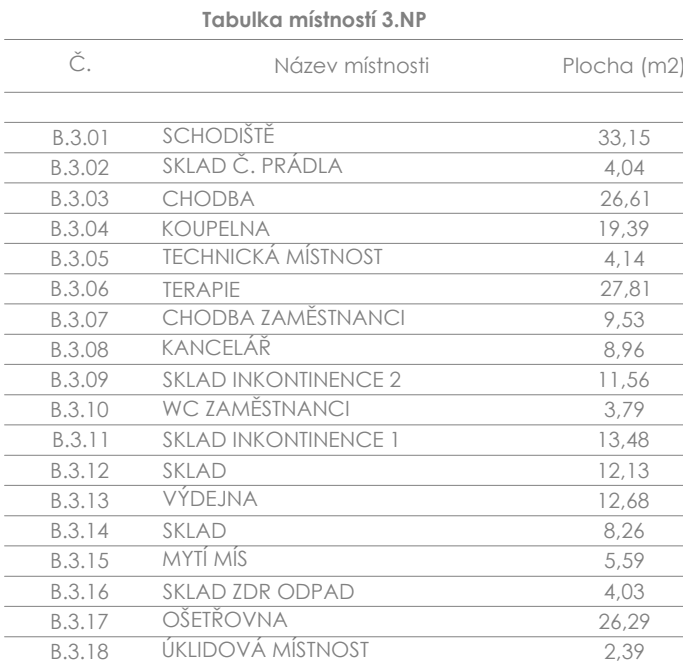 Tabulka místností 3.NP
Č. Název místnosti Plocha (m2)
B.3.01 SCHODIŠTĚ 33,15
B.3.02 SKLAD Č. PRÁDLA 4,04
B.3.03 CHODBA 26,61
B.3.04 KOUPELNA 19,39
B.3.05 TECHNICKÁ MÍSTNOST 4,14
B.3.06 TERAPIE 27,81
B.3.07 CHODBA ZAMĚSTNANCI 9,53
B.3.08 KANCELÁŘ 8,96
B.3.09 SKLAD INKONTINENCE 2 11,56
B.3.10 WC ZAMĚSTNANCI 3,79
B.3.11 SKLAD INKONTINENCE 1 13,48
B.3.12 SKLAD 12,13
B.3.13 VÝDEJNA 12,68
B.3.14 SKLAD 8,26
B.3.15 MYTÍ MÍS 5,59
B.3.16 SKLAD ZDR ODPAD 4,03
B.3.17 OŠETŘOVNA 26,29
B.3.18 ÚKLIDOVÁ MÍSTNOST 2,39